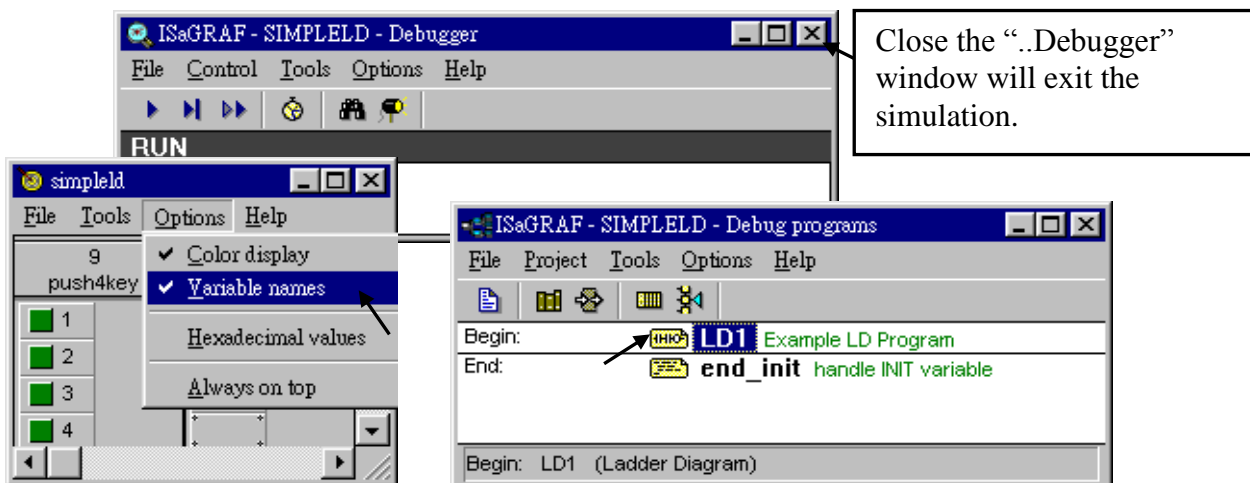 ISaGRAF - SIMPLELD - Debugger
File Control Tools Options Help
RUN
Close the “..Debugger”
window will exit the
simulation.
simpleld
File Tools Options Help
9
push4key
1
2
3
4
Color display
Variable names
Hexadecimal values
Always on top
ISaGRAF - SIMPLELD - Debug programs
File Project Tools Options Help
Begin: LD1 Example LD Program
End: end_init handle INIT variable
Begin: LD1 (Ladder Diagram)